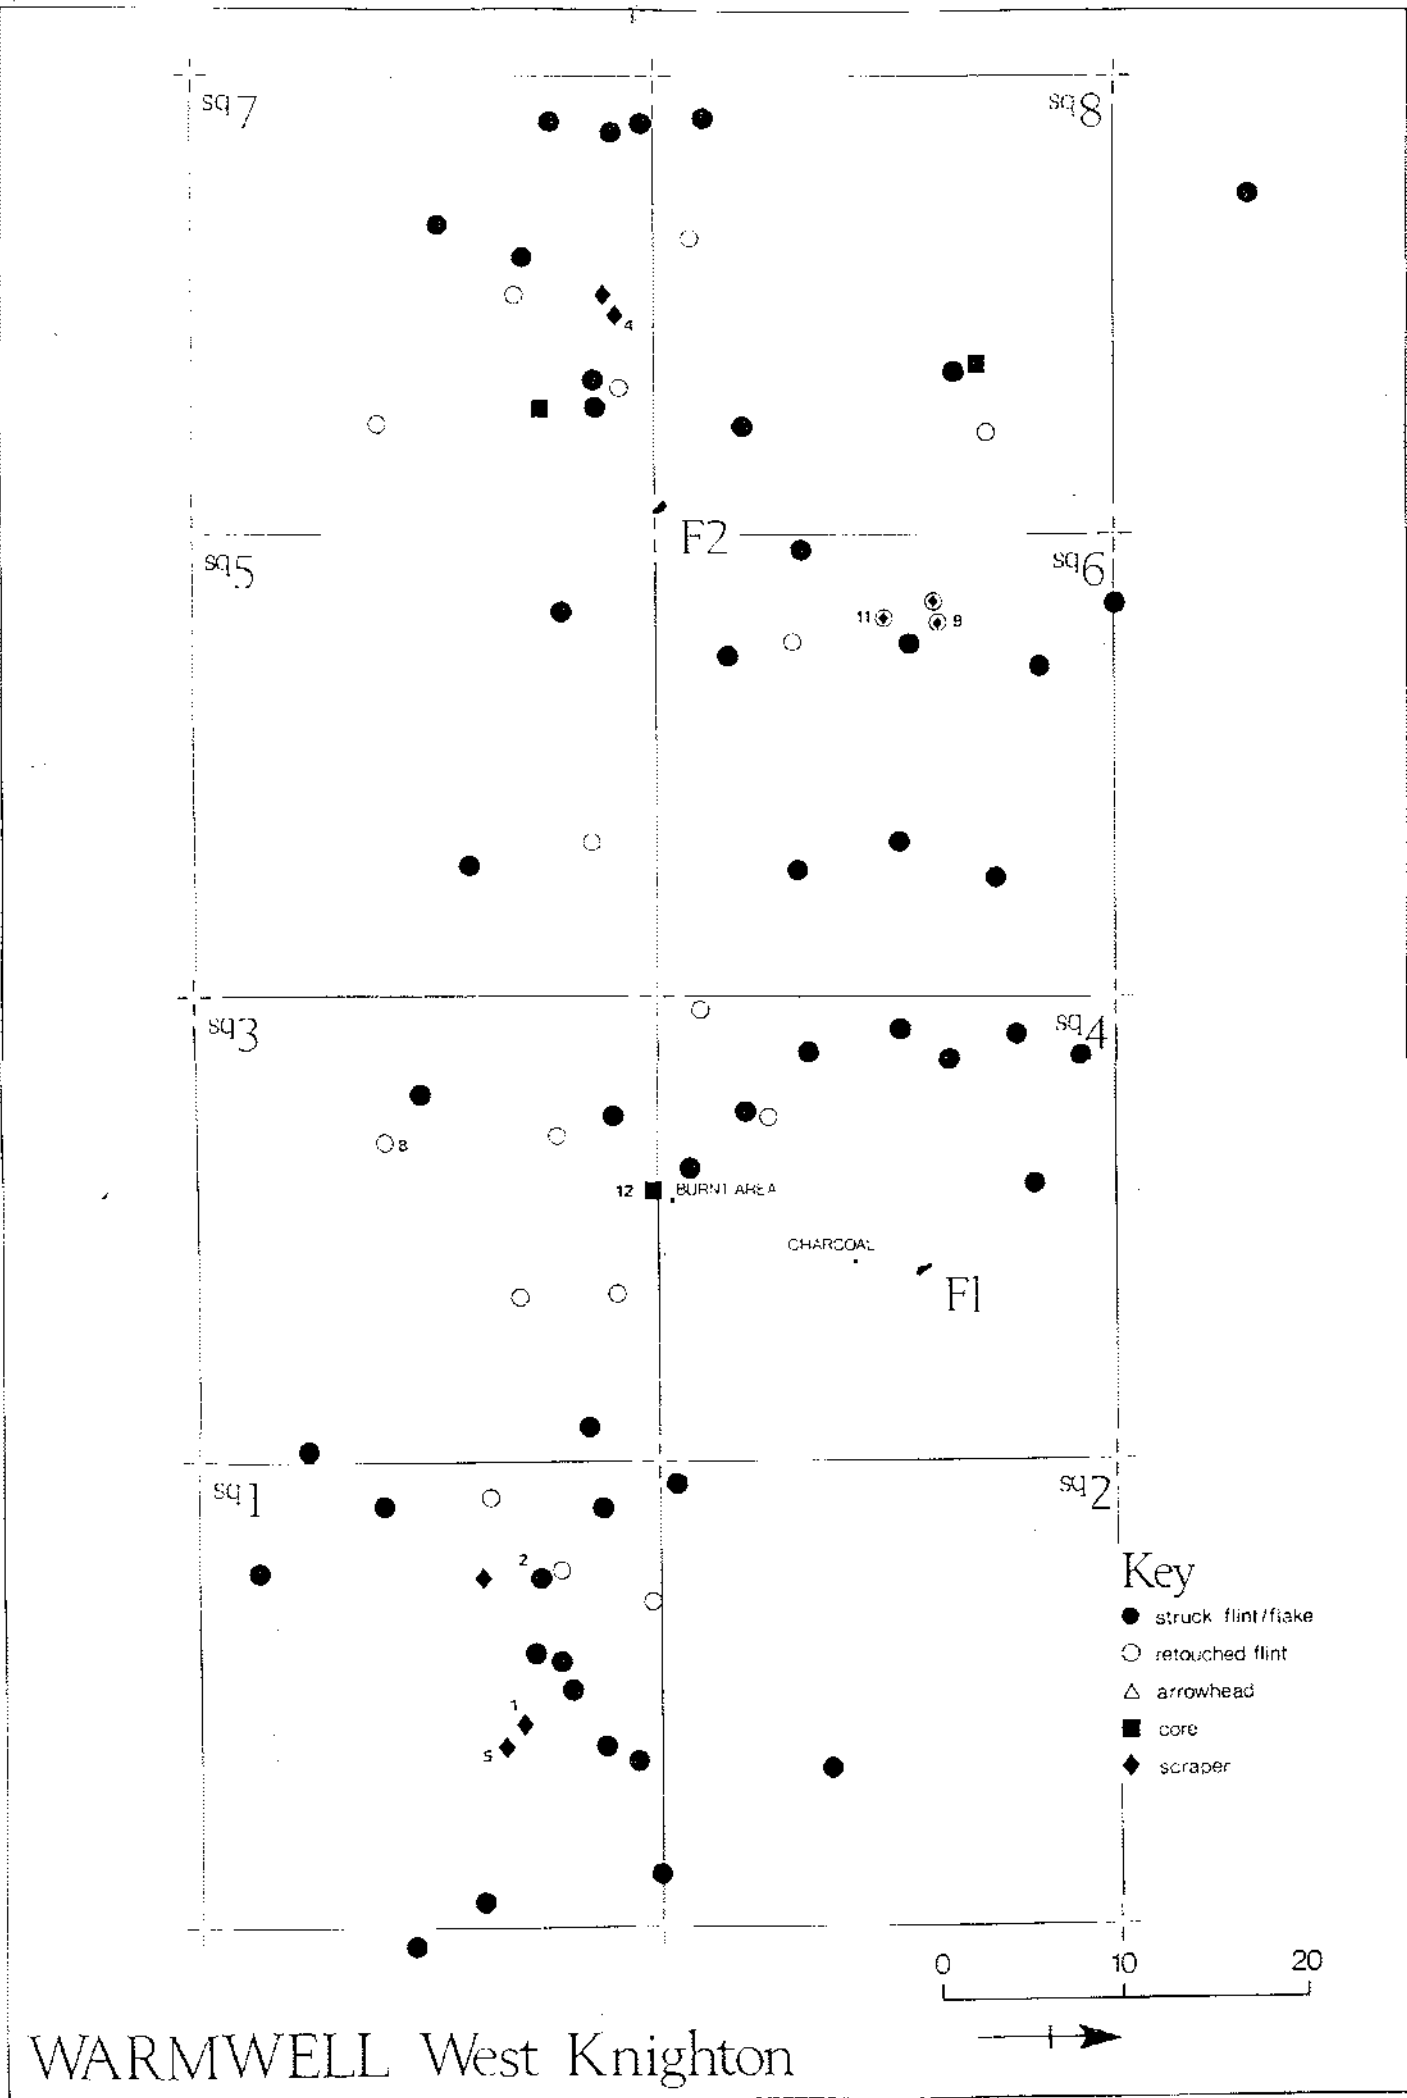 sq7
sq8
4
F2
sq5
sq6
11
9
sq3
sq4
8
12
BURNT AREA
CHARCOAL
F1
sq1
sq2
2
Key
struck flint/flake
retouched flint
1
arrowhead
core
5
scraper
0 10 20
WARMWELL West Knighton